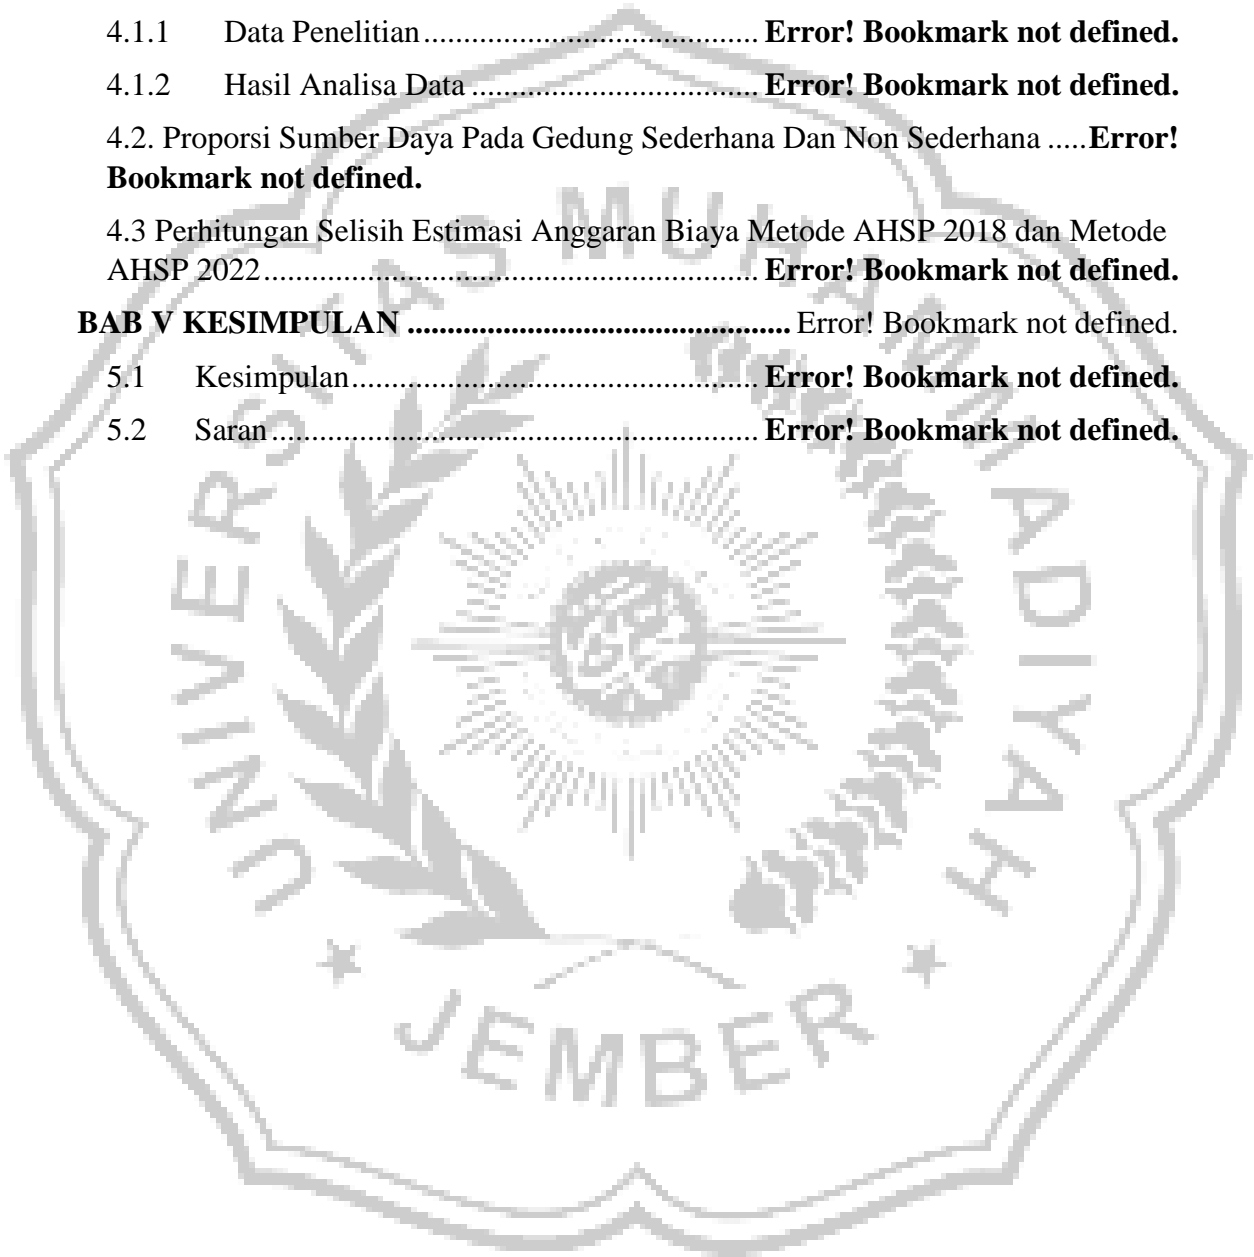 4.1.1 Data Penelitian.......................................... Error! Bookmark not defined.
4.1.2 Hasil Analisa Data .................................... Error! Bookmark not defined.
4.2. Proporsi Sumber Daya Pada Gedung Sederhana Dan Non Sederhana .....Error!
Bookmark not defined.
4.3 Perhitungan Selisih Estimasi Anggaran Biaya Metode AHSP 2018 dan Metode
AHSP 2022.............................................................. Error! Bookmark not defined.
BAB V KESIMPULAN ............................................... Error! Bookmark not defined.
5.1 Kesimpulan................................................... Error! Bookmark not defined.
5.2 Saran ............................................................. Error! Bookmark not defined.
UNIVERSITAS MUHAMMADIYAH
JEMBER